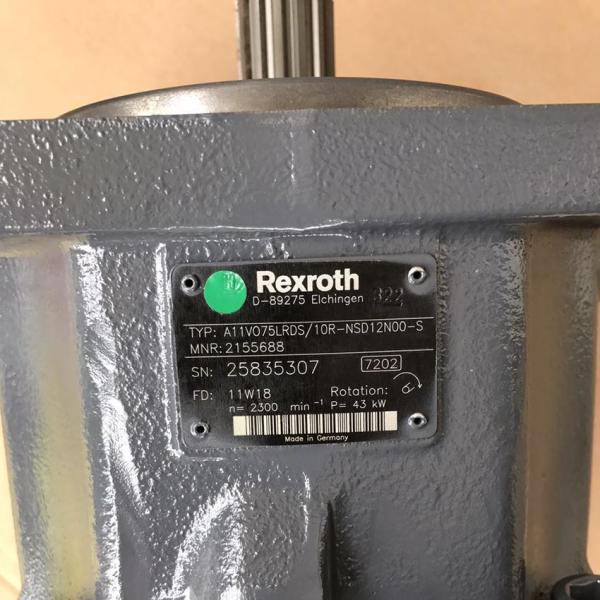 Rexroth
D-89275 Elchingen 322
TYP: A11VO75LRDS/10R-NSD12N00-S
MNR: 2155688
SN: 25835307 7202
FD: 11W18 Rotation:
n= 2300 min⁻¹ P= 43 kW
Made in Germany